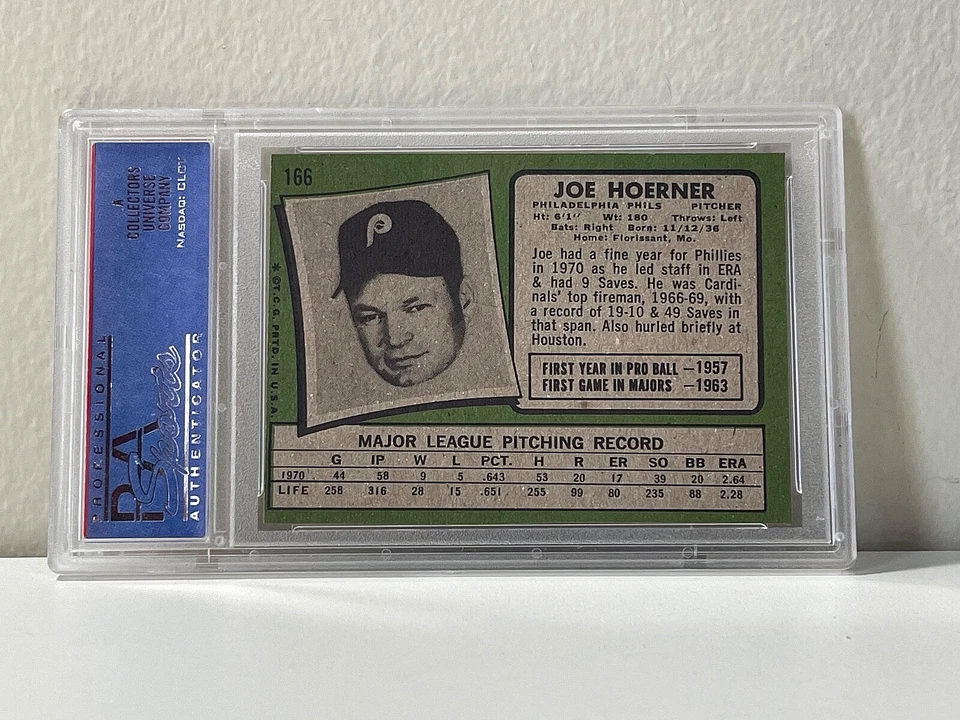 A
COLLECTORS
UNIVERSE
COMPANY
NASDAQ: CLCT
PROFESSIONAL
PSA
Sports
AUTHENTICATOR
166
P
* © T.C.G. PRTD. IN U.S.A.
JOE HOERNER
PHILADELPHIA PHILS PITCHER
Ht: 6'1" Wt: 180 Throws: Left
Bats: Right Born: 11/12/36
Home: Florissant, Mo.
Joe had a fine year for Phillies
in 1970 as he led staff in ERA
& had 9 Saves. He was Cardi-
nals' top fireman, 1966-69, with
a record of 19-10 & 49 Saves in
that span. Also hurled briefly at
Houston.
FIRST YEAR IN PRO BALL —1957
FIRST GAME IN MAJORS —1963
MAJOR LEAGUE PITCHING RECORD
G IP W L PCT. H R ER SO BB ERA
1970 44 58 9 5 .643 53 20 17 39 20 2.64
LIFE 258 316 28 15 .651 255 99 80 235 88 2.28